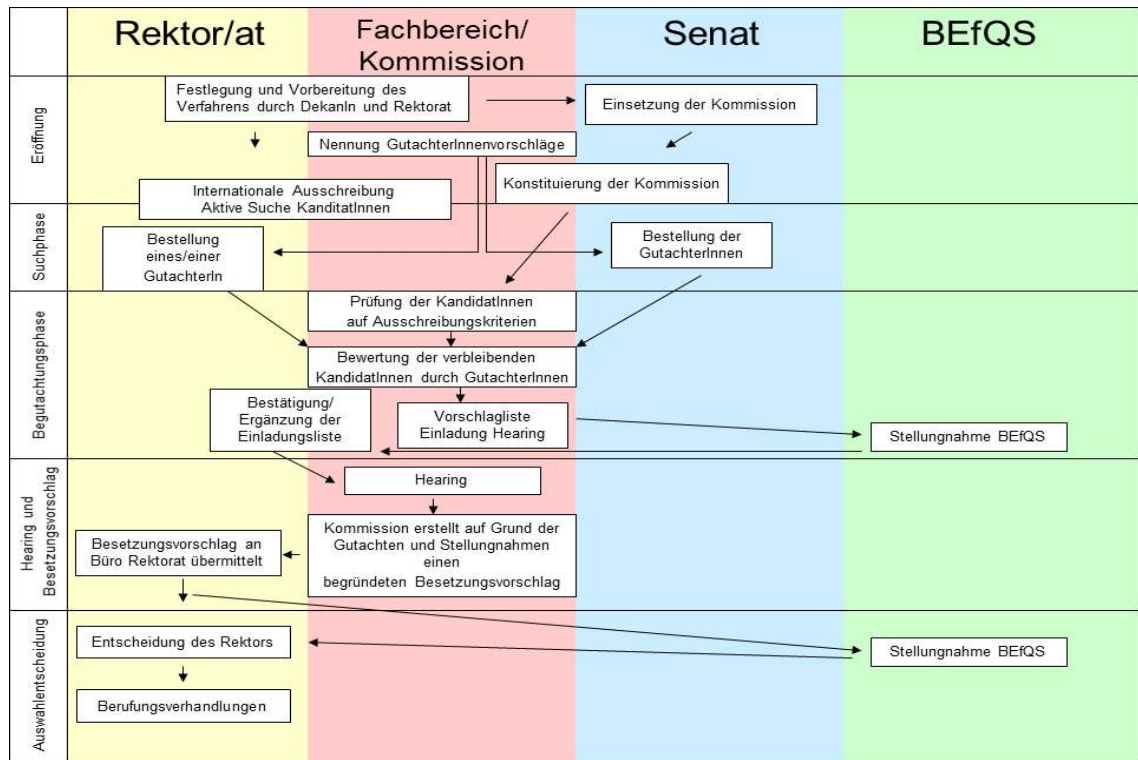 Rektor/at
Fachbereich/
Kommission
Senat
BEfQS
Eröffnung
Festlegung und Vorbereitung des
Verfahrens durch DekanIn und Rektorat
Einsetzung der Kommission
Nennung GutachterInnenvorschläge
Internationale Ausschreibung
Aktive Suche KanditatInnen
Konstituierung der Kommission
Suchphase
Bestellung
eines/einer
GutachterIn
Bestellung der
GutachterInnen
Begutachtungsphase
Prüfung der KandidatInnen
auf Ausschreibungskriterien
Bewertung der verbleibenden
KandidatInnen durch GutachterInnen
Bestätigung/
Ergänzung der
Einladungsliste
Vorschlagliste
Einladung Hearing
Stellungnahme BEfQS
Hearing und
Besetzungsvorschlag
Hearing
Kommission erstellt auf Grund der
Gutachten und Stellungnahmen
einen
begründeten Besetzungsvorschlag
Besetzungsvorschlag an
Büro Rektorat übermittelt
Auswahlentscheidung
Entscheidung des Rektors
Stellungnahme BEfQS
Berufungsverhandlungen